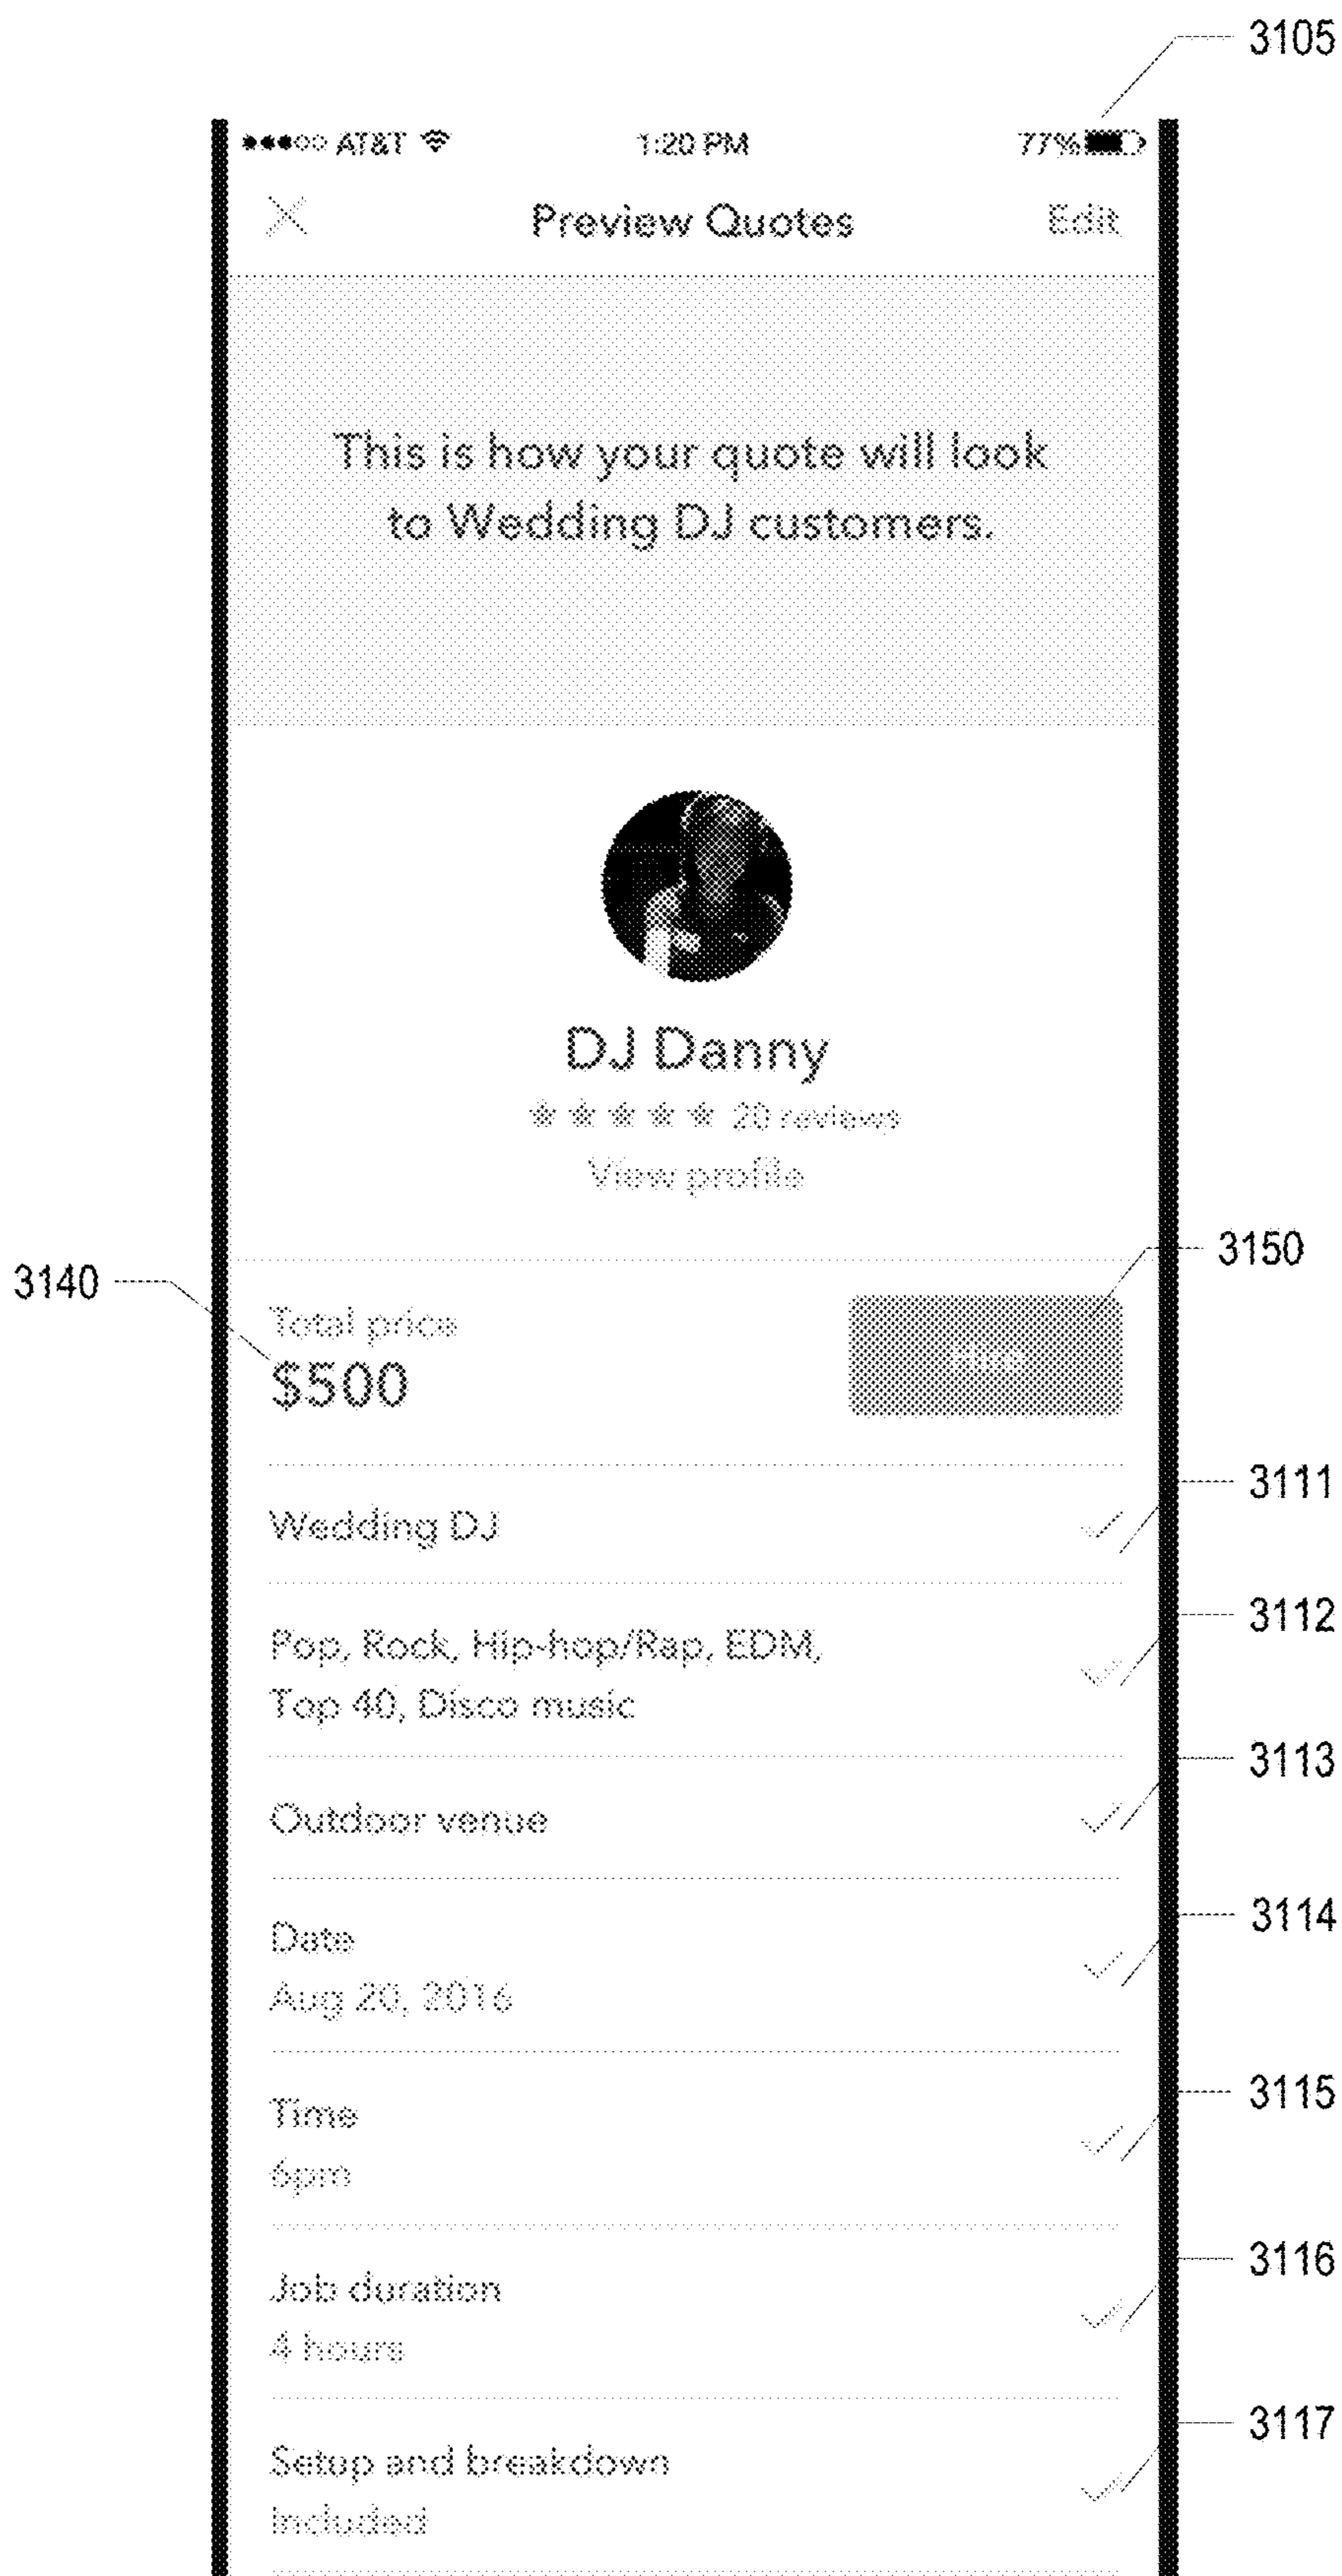 3105
AT&T 1:20 PM 77%
Preview Quotes Edit
This is how your quote will look
to Wedding DJ customers.
DJ Danny
20 reviews
View profile
3150
3140
Total price
$500
Hire
3111
Wedding DJ
3112
Pop, Rock, Hip-hop/Rap, EDM,
Top 40, Disco music
3113
Outdoor venue
3114
Date
Aug 20, 2016
3115
Time
6pm
3116
Job duration
4 hours
3117
Setup and breakdown
Included